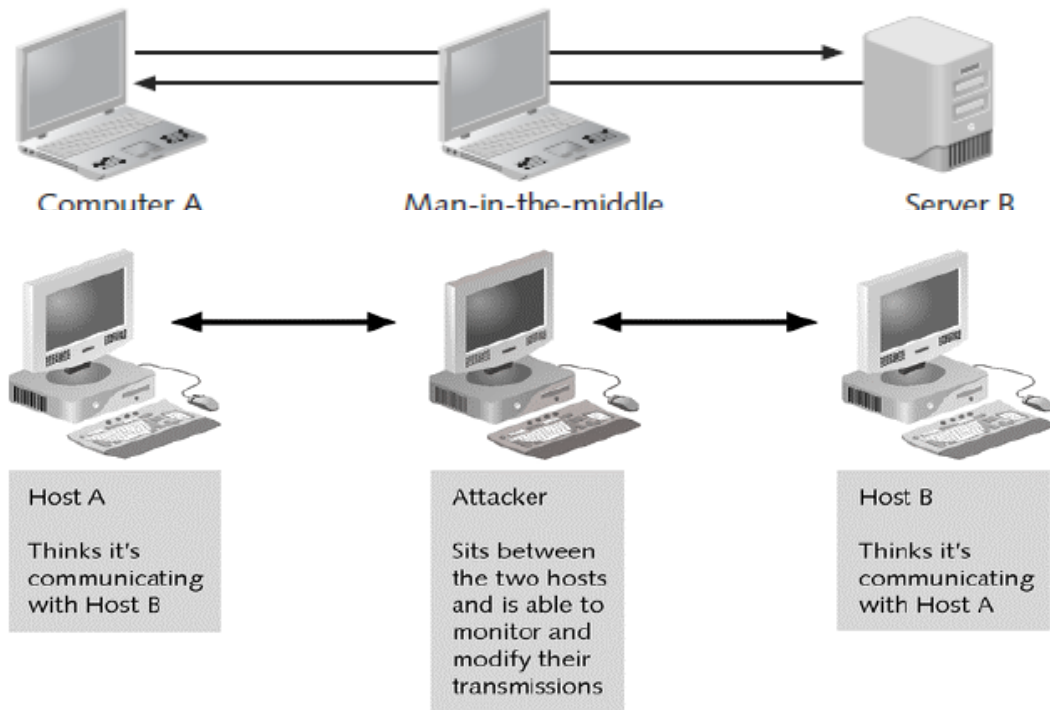 Computer A
Man-in-the-middle
Server B
Host A
Thinks it's
communicating
with Host B
Attacker
Sits between
the two hosts
and is able to
monitor and
modify their
transmissions
Host B
Thinks it's
communicating
with Host A